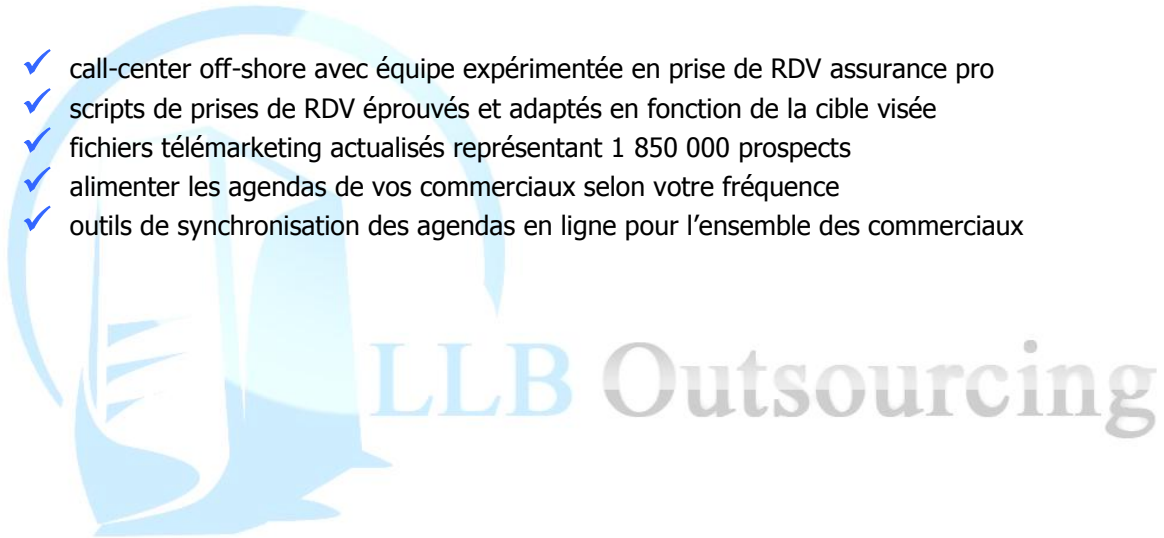 call-center off-shore avec équipe expérimentée en prise de RDV assurance pro
scripts de prises de RDV éprouvés et adaptés en fonction de la cible visée
fichiers télémarketing actualisés représentant 1 850 000 prospects
alimenter les agendas de vos commerciaux selon votre fréquence
outils de synchronisation des agendas en ligne pour l’ensemble des commerciaux
LLB Outsourcing